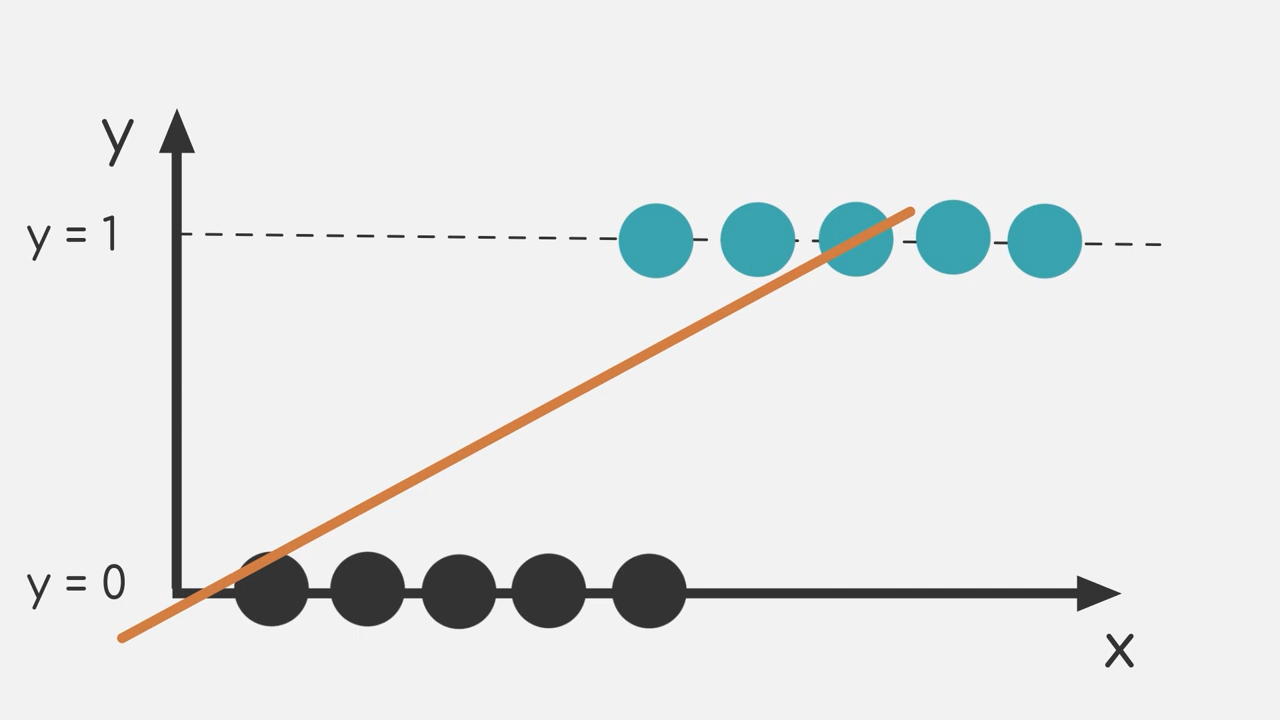 y
y = 1
y = 0
x